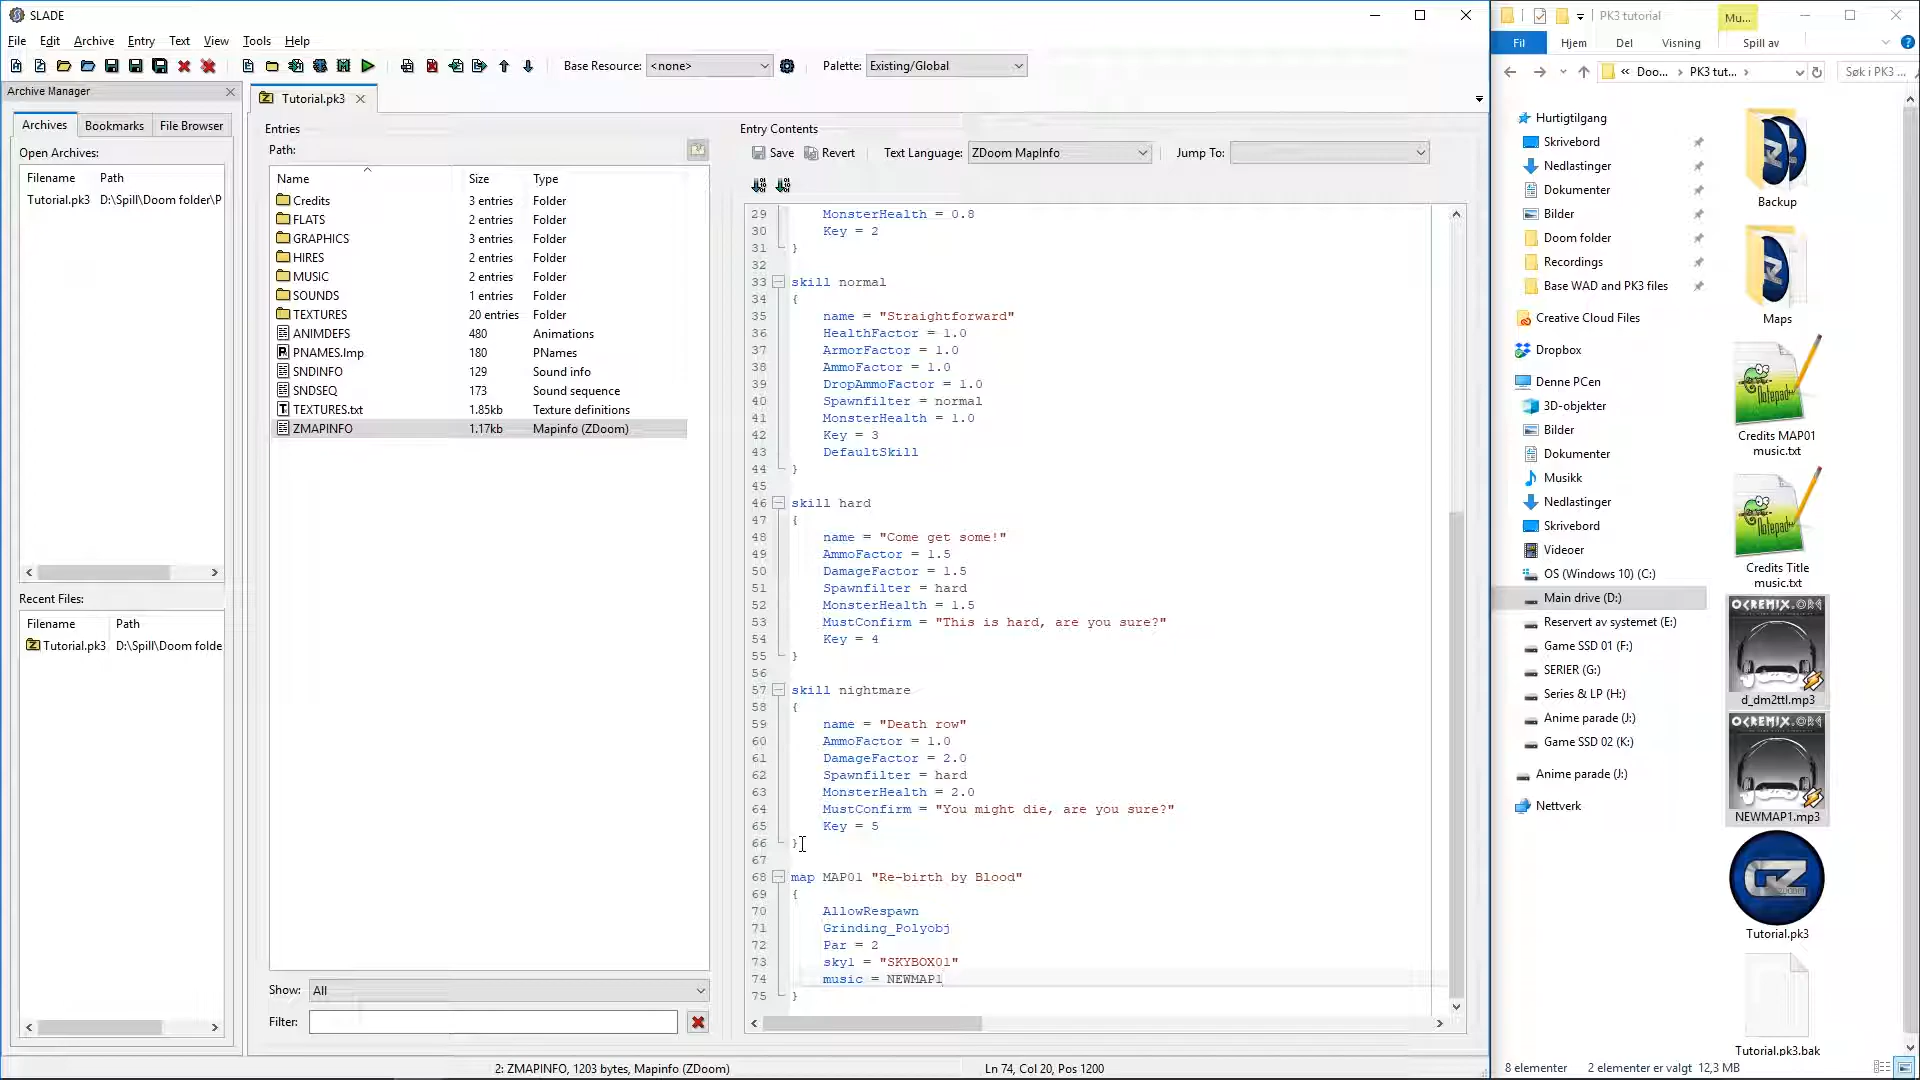 SLADE
File Edit Archive Entry Text View Tools Help
Base Resource: <none> Palette: Existing/Global
Archive Manager
Archives Bookmarks File Browser
Open Archives:
Filename Path
Tutorial.pk3 D:\Spill\Doom folder\P
Recent Files:
Filename Path
Tutorial.pk3 D:\Spill\Doom folde
Tutorial.pk3
Entries
Path:
Name Size Type
Credits 3 entries Folder
FLATS 2 entries Folder
GRAPHICS 3 entries Folder
HIRES 2 entries Folder
MUSIC 2 entries Folder
SOUNDS 1 entries Folder
TEXTURES 20 entries Folder
ANIMDEFS 480 Animations
PNAMES.lmp 180 PNames
SNDINFO 129 Sound info
SNDSEQ 173 Sound sequence
TEXTURES.txt 1.85kb Texture definitions
ZMAPINFO 1.17kb Mapinfo (ZDoom)
Show: All
Filter:
Entry Contents
Save Revert Text Language: ZDoom MapInfo Jump To:
29 MonsterHealth = 0.8
30 Key = 2
31 }
32
33 skill normal
34 {
35 name = "Straightforward"
36 HealthFactor = 1.0
37 ArmorFactor = 1.0
38 AmmoFactor = 1.0
39 DropAmmoFactor = 1.0
40 Spawnfilter = normal
41 MonsterHealth = 1.0
42 Key = 3
43 DefaultSkill
44 }
45
46 skill hard
47 {
48 name = "Come get some!"
49 AmmoFactor = 1.5
50 DamageFactor = 1.5
51 Spawnfilter = hard
52 MonsterHealth = 1.5
53 MustConfirm = "This is hard, are you sure?"
54 Key = 4
55 }
56
57 skill nightmare
58 {
59 name = "Death row"
60 AmmoFactor = 1.0
61 DamageFactor = 2.0
62 Spawnfilter = hard
63 MonsterHealth = 2.0
64 MustConfirm = "You might die, are you sure?"
65 Key = 5
66 }
67
68 map MAP01 "Re-birth by Blood"
69 {
70 AllowRespawn
71 Grinding_Polyobj
72 Par = 2
73 sky1 = "SKYBOX01"
74 music = NEWMAP1
75 }
2: ZMAPINFO, 1203 bytes, Mapinfo (ZDoom) Ln 74, Col 20, Pos 1200
PK3 tutorial Mu...
Fil Hjem Del Visning Spill av
« Doo... PK3 tut... Søk i PK3 ...
Hurtigtilgang
Skrivebord
Nedlastinger
Dokumenter
Bilder
Doom folder
Recordings
Base WAD and PK3 files
Creative Cloud Files
Dropbox
Denne PCen
3D-objekter
Bilder
Dokumenter
Musikk
Nedlastinger
Skrivebord
Videoer
OS (Windows 10) (C:)
Main drive (D:)
Reservert av systemet (E:)
Game SSD 01 (F:)
SERIER (G:)
Series & LP (H:)
Anime parade (J:)
Game SSD 02 (K:)
Anime parade (J:)
Nettverk
Backup
Maps
Notepad++
Credits MAP01
music.txt
Notepad++
Credits Title
music.txt
OCREMIX.ORG
d_dm2ttl.mp3
OCREMIX.ORG
NEWMAP1.mp3
GZ
Tutorial.pk3
Tutorial.pk3.bak
8 elementer 2 elementer er valgt 12,3 MB